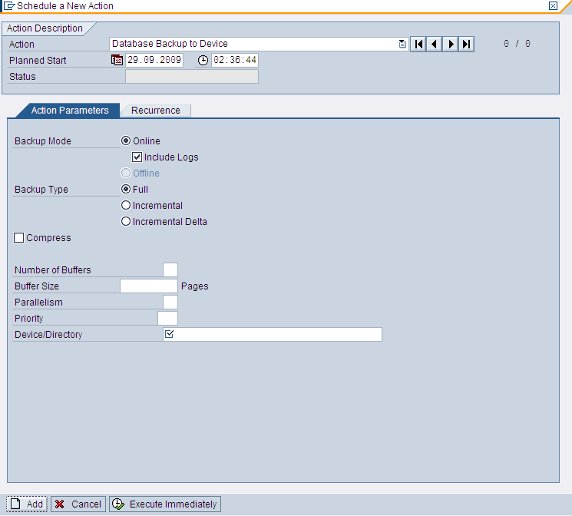 Schedule a New Action
Action Description
Action Database Backup to Device 0 / 0
Planned Start 29.09.2009 02:36:44
Status
Action Parameters Recurrence
Backup Mode Online
Include Logs
Offline
Backup Type Full
Incremental
Incremental Delta
Compress
Number of Buffers
Buffer Size Pages
Parallelism
Priority
Device/Directory
Add Cancel Execute Immediately